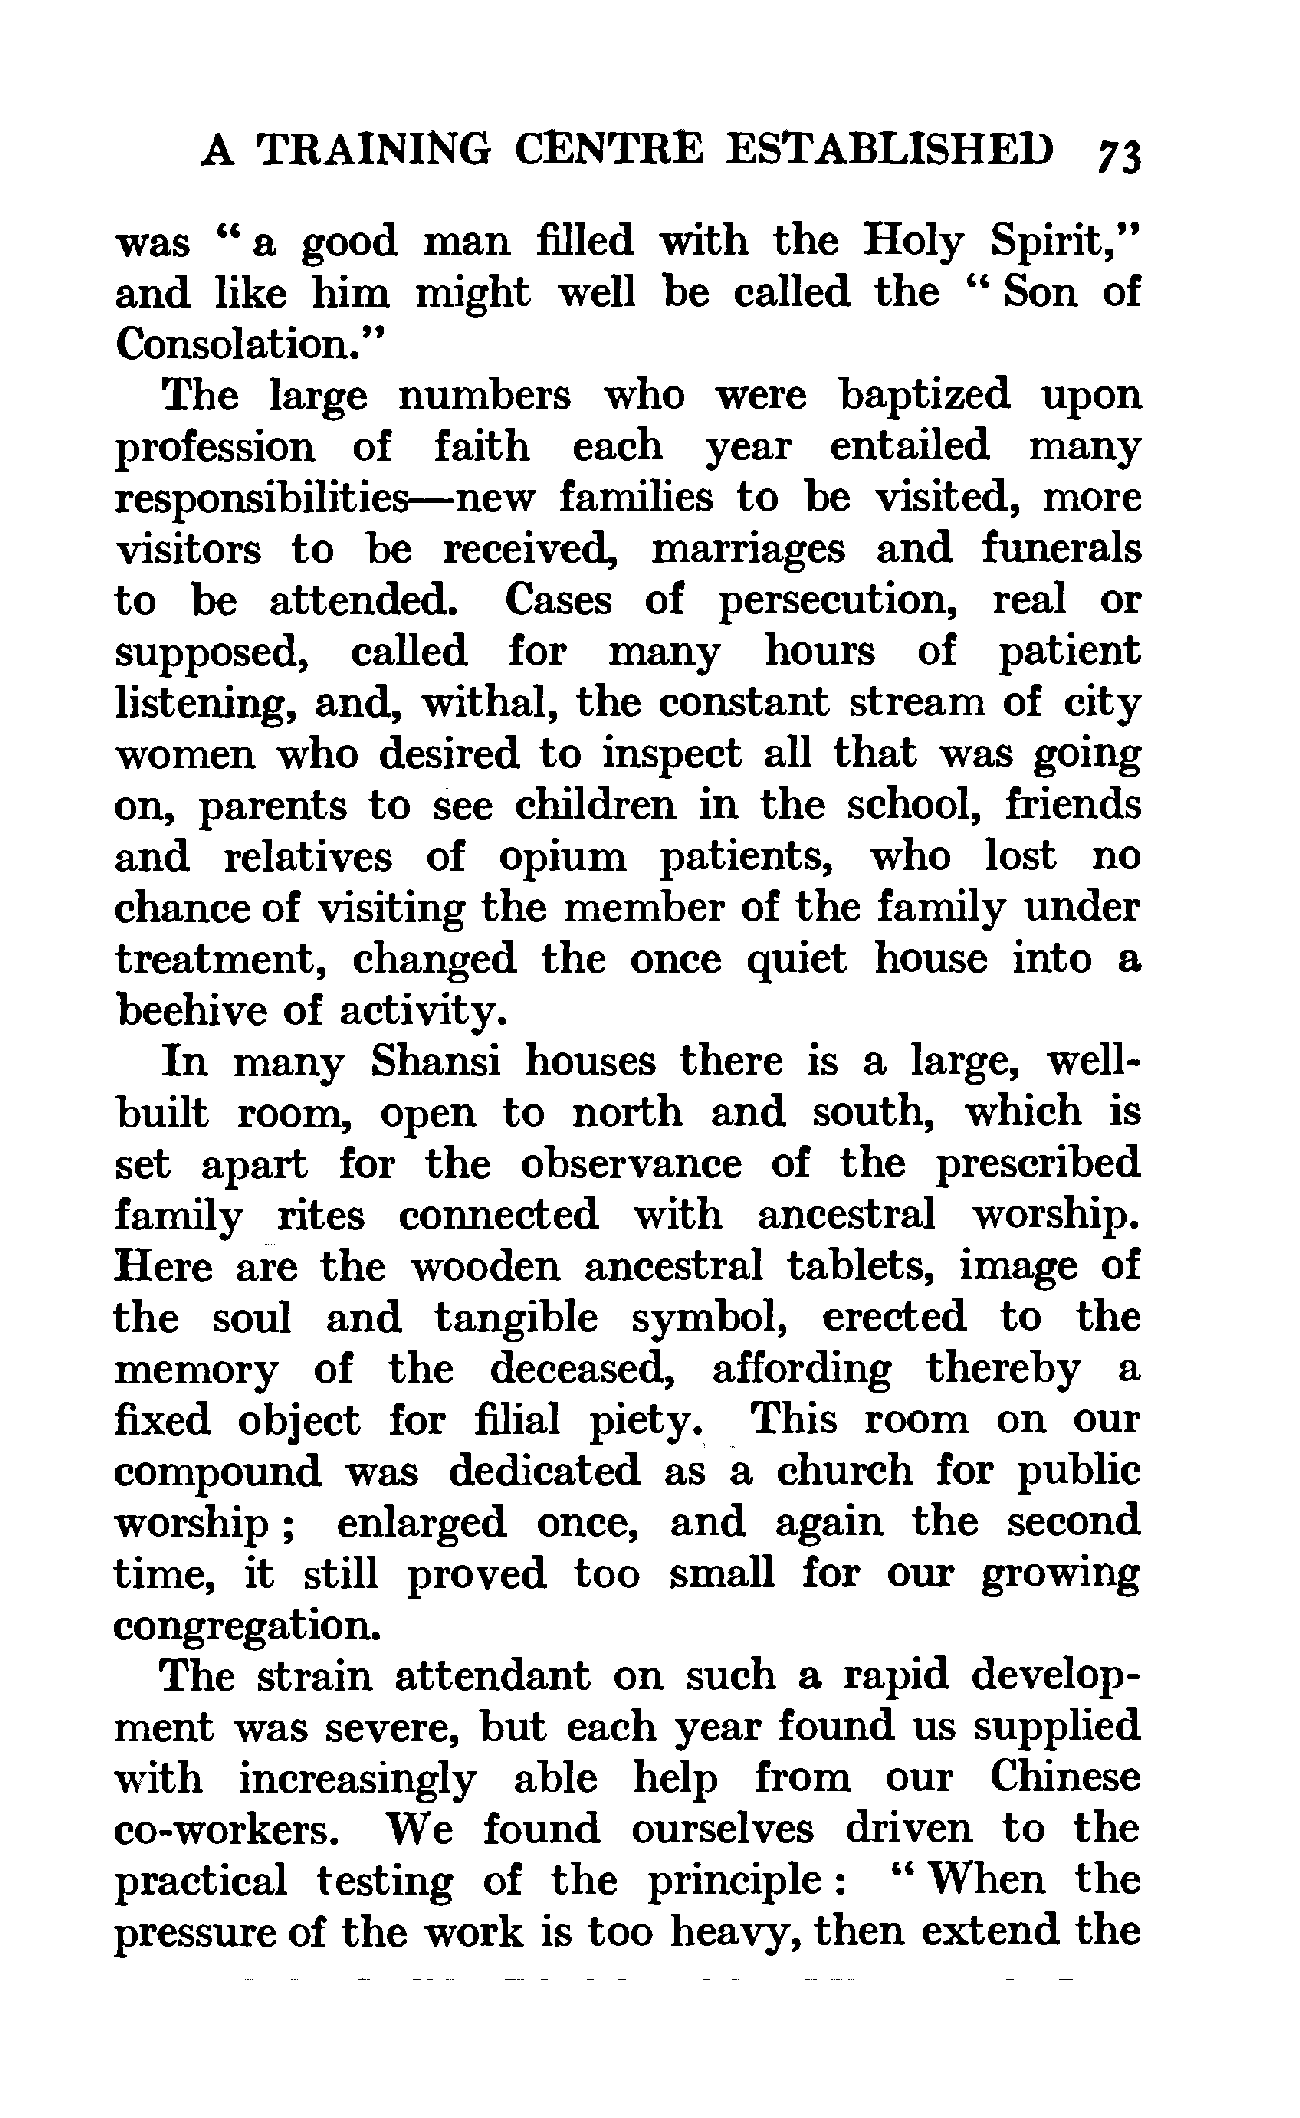 A TRAINING CENTRE ESTABLISHED 73
was " a good man filled with the Holy Spirit,"
and like him might well be called the " Son of
Consolation."
The large numbers who were baptized upon
profession of faith each year entailed many
responsibilities—new families to be visited, more
visitors to be received, marriages and funerals
to be attended. Cases of persecution, real or
supposed, called for many hours of patient
listening, and, withal, the constant stream of city
women who desired to inspect all that was going
on, parents to see children in the school, friends
and relatives of opium patients, who lost no
chance of visiting the member of the family under
treatment, changed the once quiet house into a
beehive of activity.
In many Shansi houses there is a large, well-
built room, open to north and south, which is
set apart for the observance of the prescribed
family rites connected with ancestral worship.
Here are the wooden ancestral tablets, image of
the soul and tangible symbol, erected to the
memory of the deceased, affording thereby a
fixed object for filial piety. This room on our
compound was dedicated as a church for public
worship ; enlarged once, and again the second
time, it still proved too small for our growing
congregation.
The strain attendant on such a rapid develop-
ment was severe, but each year found us supplied
with increasingly able help from our Chinese
co-workers. We found ourselves driven to the
practical testing of the principle : " When the
pressure of the work is too heavy, then extend the